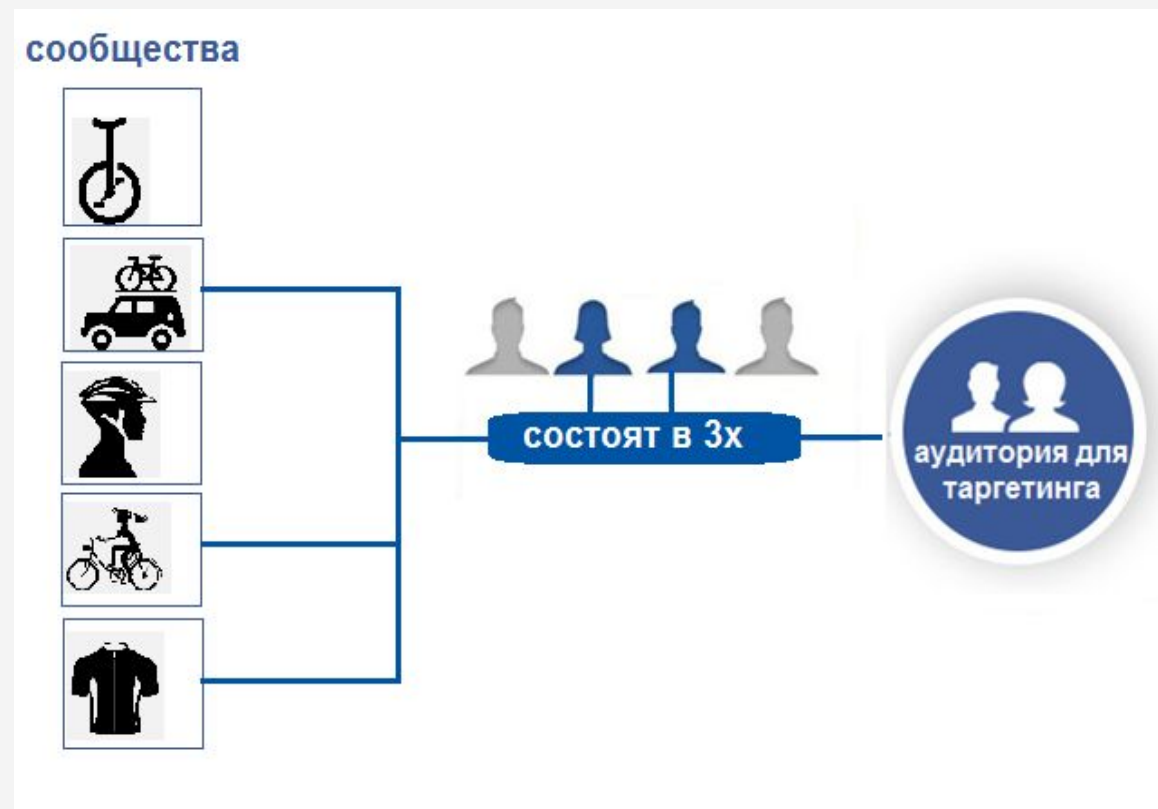 сообщества
состоят в 3х
аудитория для
таргетинга